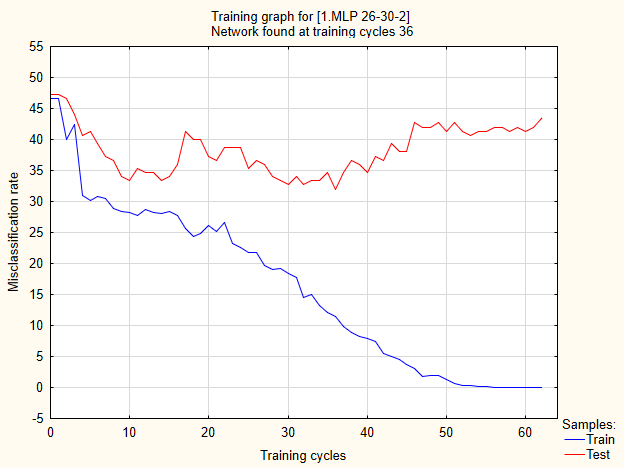 Training graph for [1.MLP 26-30-2]
Network found at training cycles 36
55
50
45
40
35
30
25
20
15
10
5
0
-5
Misclassification rate
0 10 20 30 40 50 60
Training cycles
Samples:
Train
Test